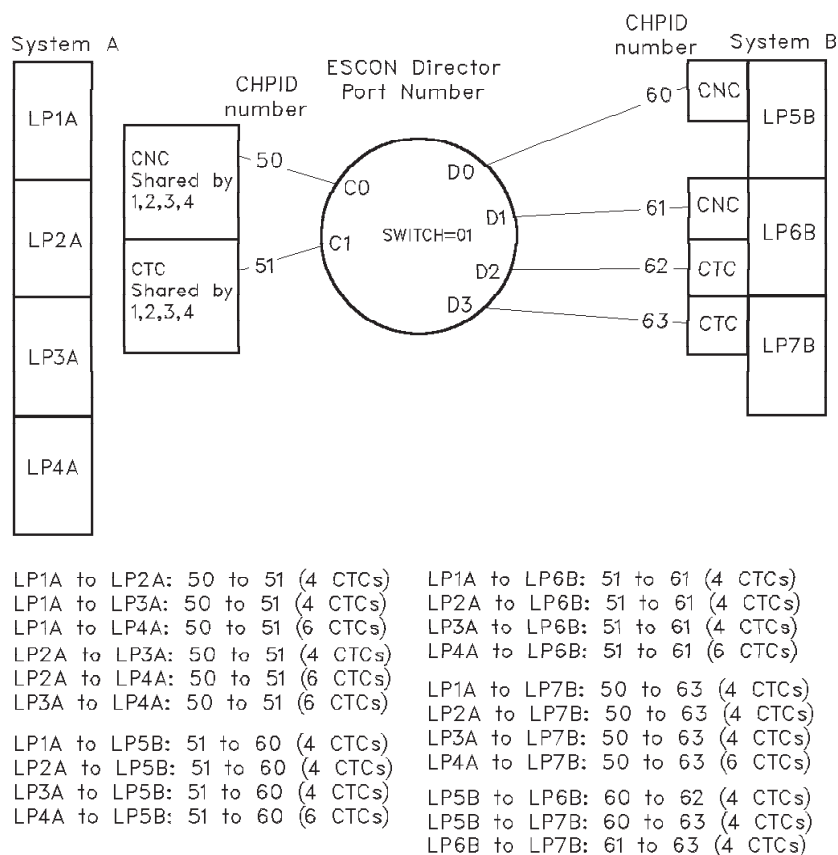 System A
LP1A
LP2A
LP3A
LP4A
CHPID
number
CNC
Shared by
1,2,3,4
CTC
Shared by
1,2,3,4
50
51
ESCON Director
Port Number
C0
C1
SWITCH=01
D0
D1
D2
D3
CHPID
number
60
61
62
63
System B
CNC
CNC
CTC
CTC
LP5B
LP6B
LP7B
LP1A to LP2A: 50 to 51 (4 CTCs)
LP1A to LP3A: 50 to 51 (4 CTCs)
LP1A to LP4A: 50 to 51 (6 CTCs)
LP2A to LP3A: 50 to 51 (4 CTCs)
LP2A to LP4A: 50 to 51 (6 CTCs)
LP3A to LP4A: 50 to 51 (6 CTCs)
LP1A to LP5B: 51 to 60 (4 CTCs)
LP2A to LP5B: 51 to 60 (4 CTCs)
LP3A to LP5B: 51 to 60 (4 CTCs)
LP4A to LP5B: 51 to 60 (6 CTCs)
LP1A to LP6B: 51 to 61 (4 CTCs)
LP2A to LP6B: 51 to 61 (4 CTCs)
LP3A to LP6B: 51 to 61 (4 CTCs)
LP4A to LP6B: 51 to 61 (6 CTCs)
LP1A to LP7B: 50 to 63 (4 CTCs)
LP2A to LP7B: 50 to 63 (4 CTCs)
LP3A to LP7B: 50 to 63 (4 CTCs)
LP4A to LP7B: 50 to 63 (6 CTCs)
LP5B to LP6B: 60 to 62 (4 CTCs)
LP5B to LP7B: 60 to 63 (4 CTCs)
LP6B to LP7B: 61 to 63 (4 CTCs)